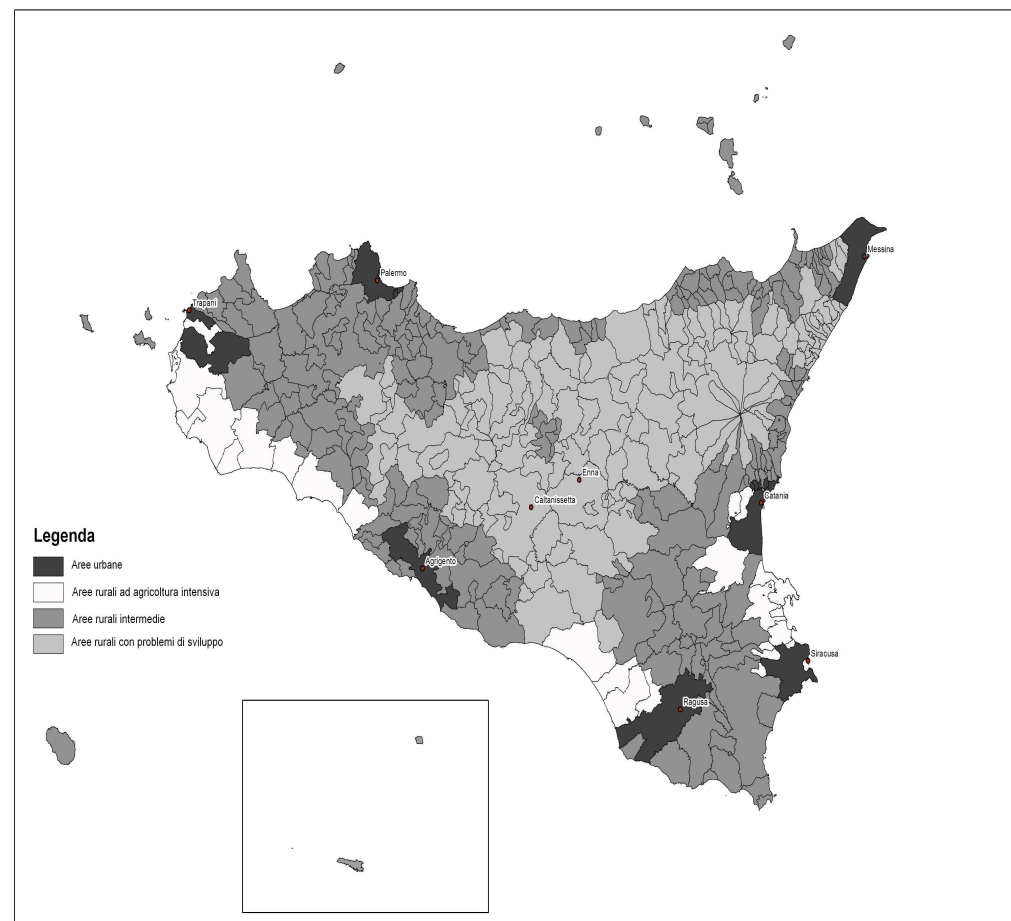 Messina
Palermo
Trapani
Enna
Catania
Caltanissetta
Agrigento
Siracusa
Ragusa
Legenda
Aree urbane
Aree rurali ad agricoltura intensiva
Aree rurali intermedie
Aree rurali con problemi di sviluppo